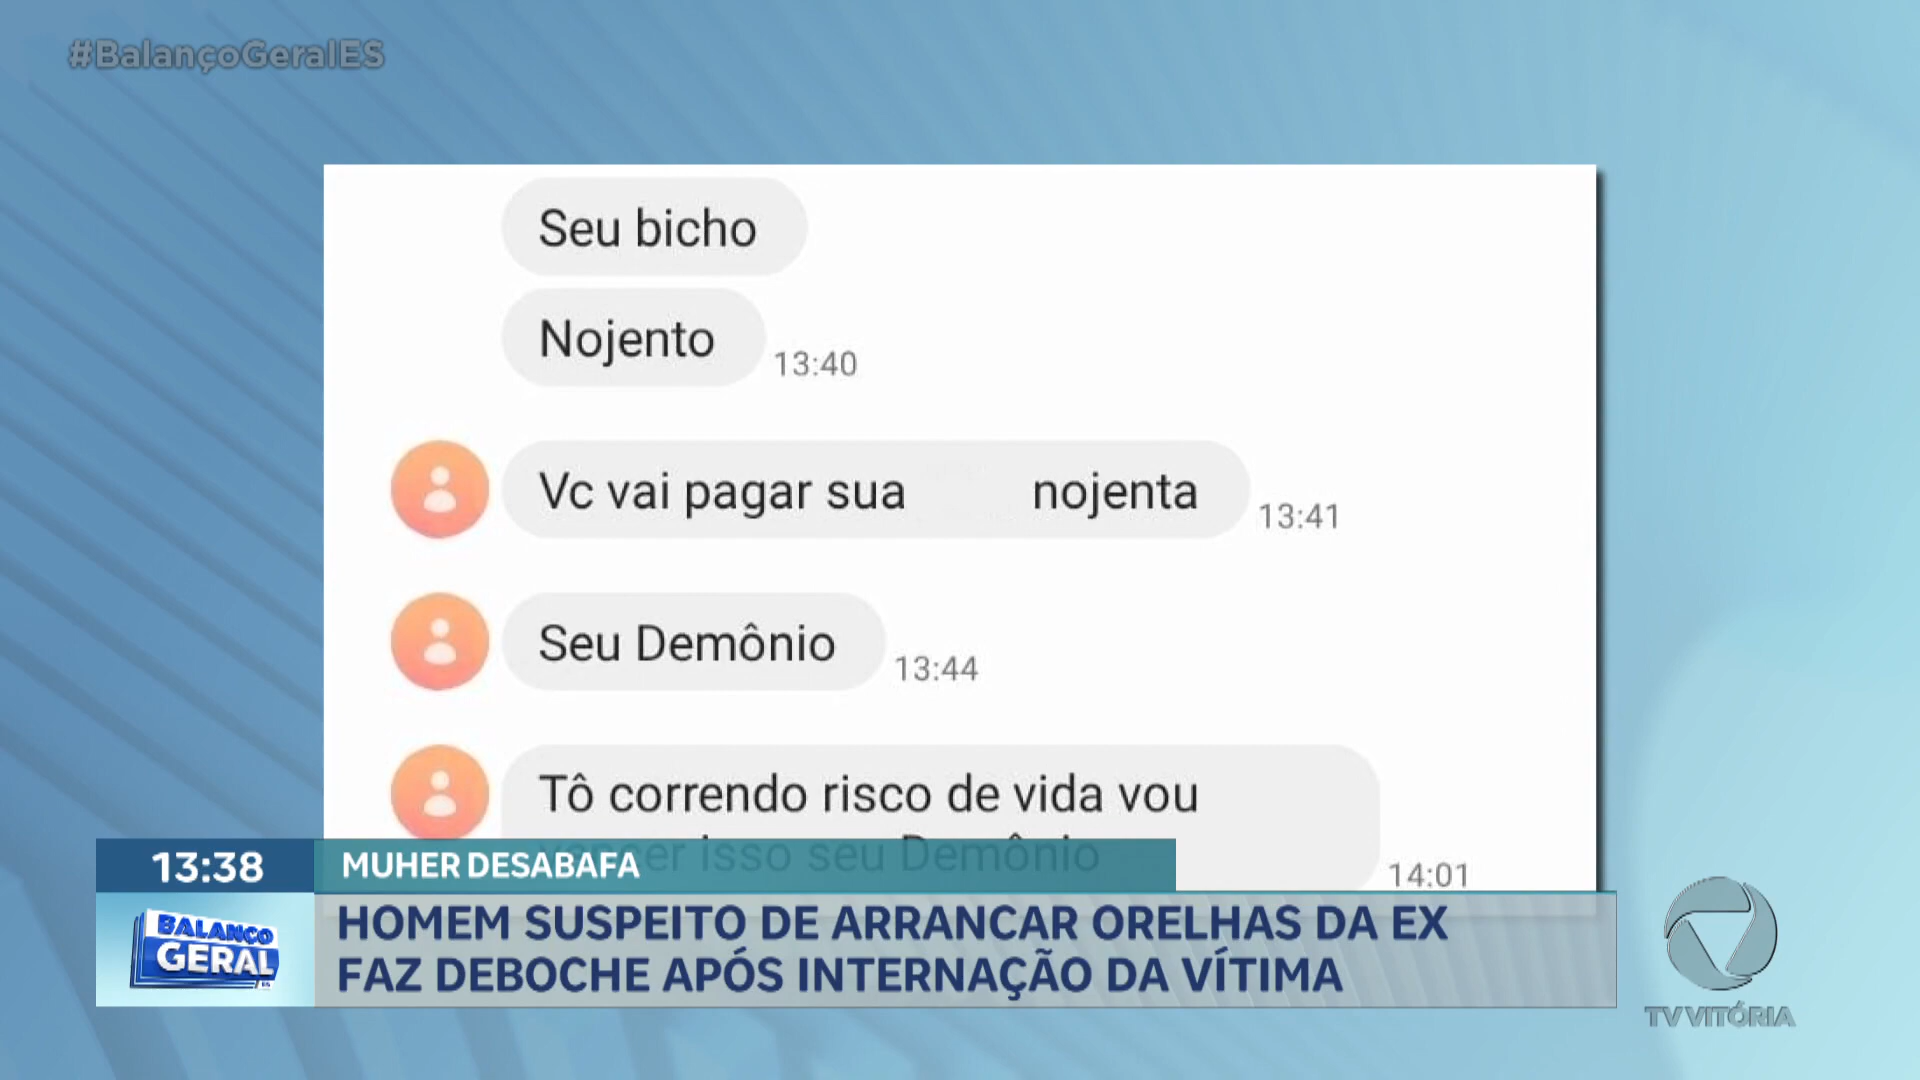 #BalançoGeralES
Seu bicho
Nojento
13:40
Vc vai pagar sua nojenta
13:41
Seu Demônio
13:44
Tô correndo risco de vida vou
vencer isso seu Demônio
14:01
13:38
MUHER DESABAFA
BALANÇO
GERAL
ES
HOMEM SUSPEITO DE ARRANCAR ORELHAS DA EX
FAZ DEBOCHE APÓS INTERNAÇÃO DA VÍTIMA
TV VITÓRIA